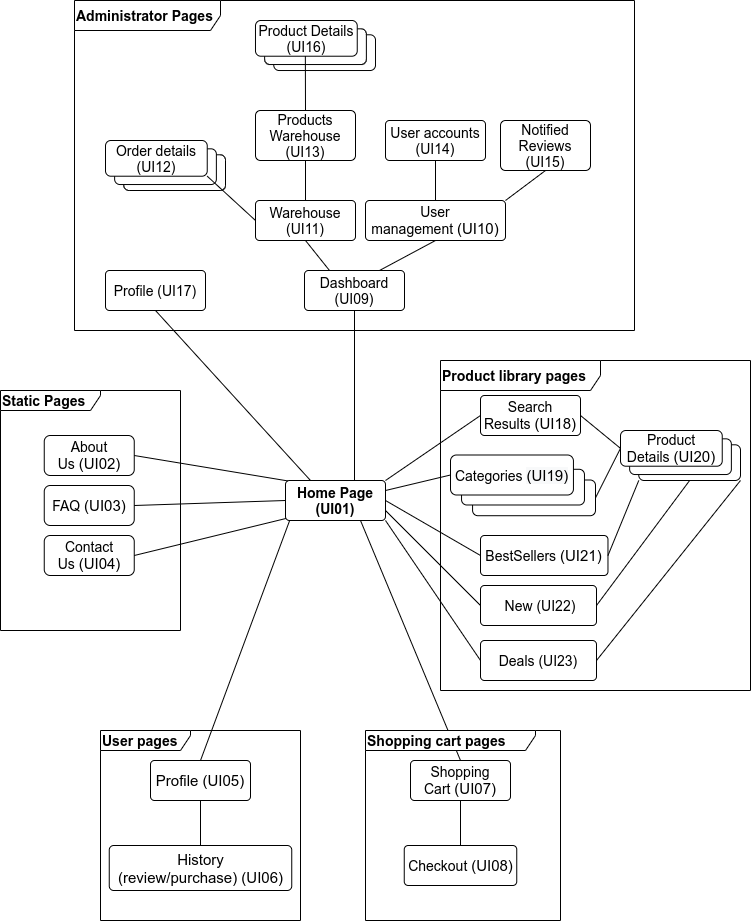 Administrator Pages
Product Details
(UI16)
Products
Warehouse
(UI13)
User accounts
(UI14)
Notified
Reviews
(UI15)
Order details
(UI12)
Warehouse
(UI11)
User
management (UI10)
Profile (UI17)
Dashboard
(UI09)
Static Pages
About
Us (UI02)
FAQ (UI03)
Contact
Us (UI04)
Home Page
(UI01)
Product library pages
Search
Results (UI18)
Product
Details (UI20)
Categories (UI19)
BestSellers (UI21)
New (UI22)
Deals (UI23)
User pages
Profile (UI05)
History
(review/purchase) (UI06)
Shopping cart pages
Shopping
Cart (UI07)
Checkout (UI08)